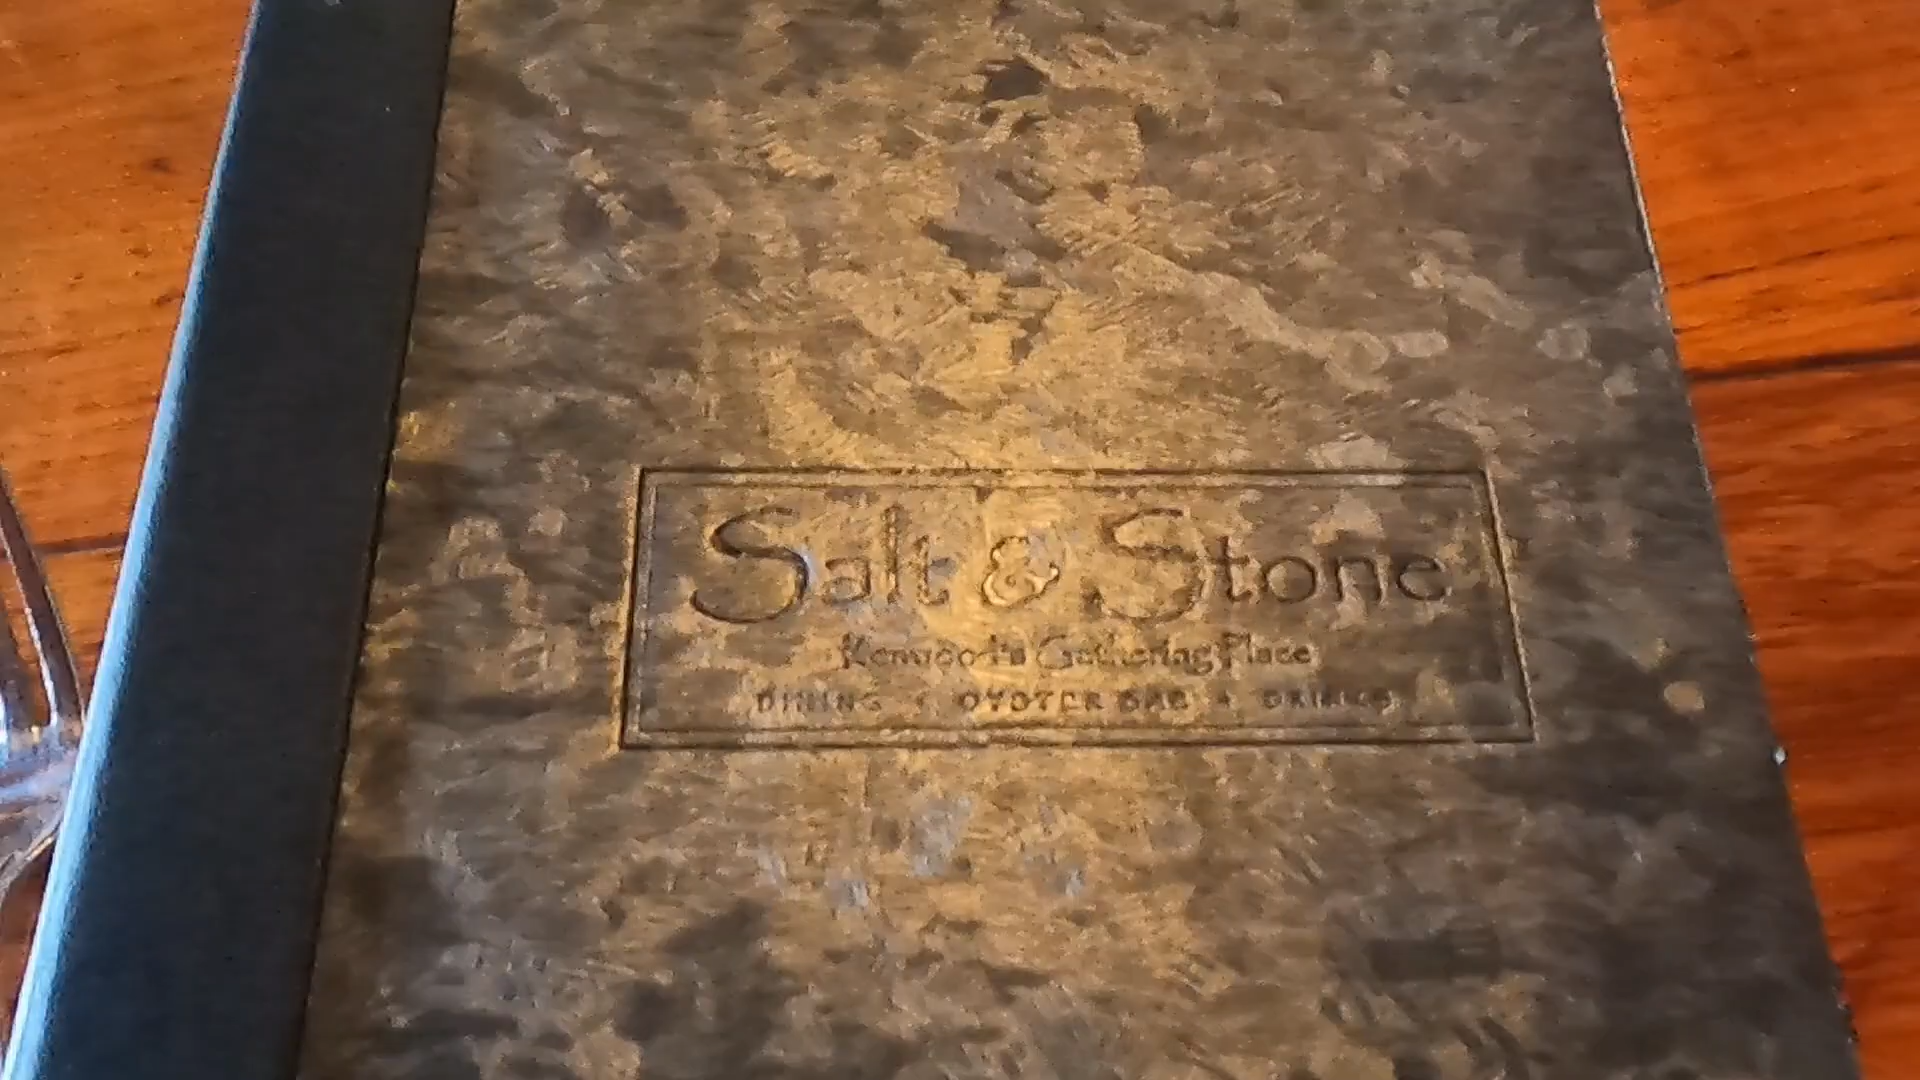 Salt & Stone
Kenwood's Gathering Place
DINING • OYSTER BAR • DRINKS